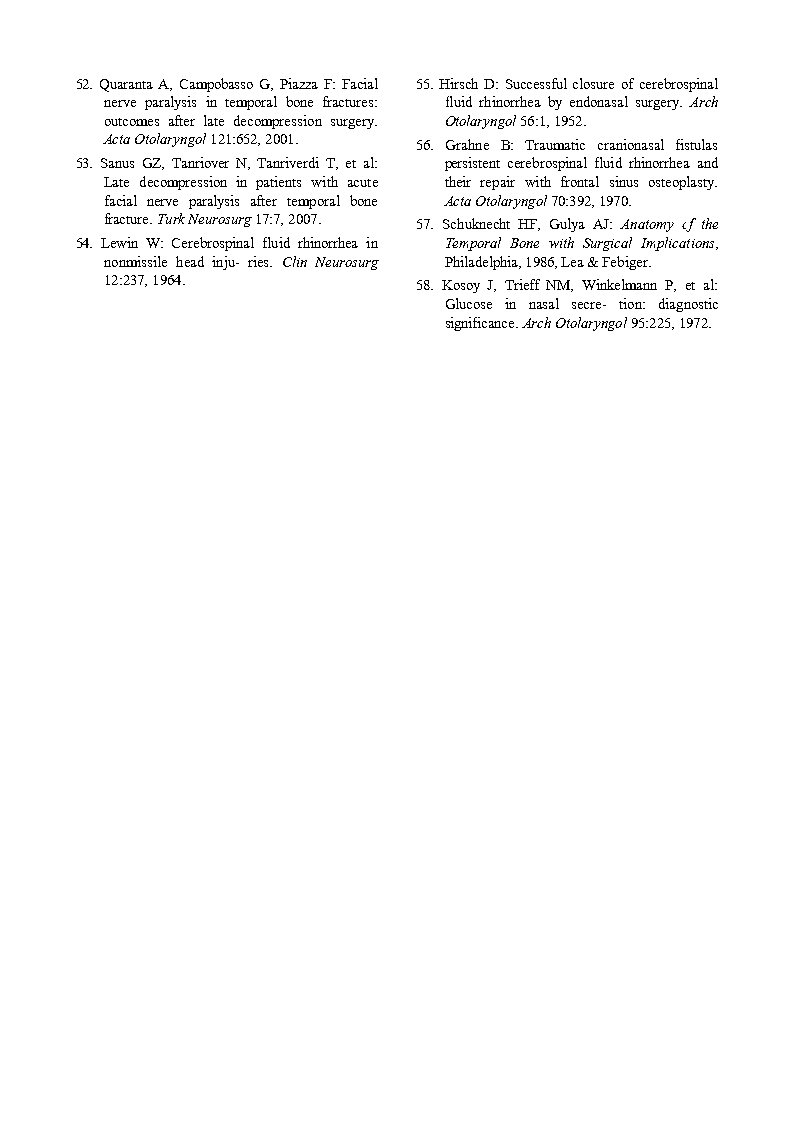 52. Quaranta A, Campobasso G, Piazza F: Facial
nerve paralysis in temporal bone fractures:
outcomes after late decompression surgery.
Acta Otolaryngol 121:652, 2001.
53. Sanus GZ, Tanriover N, Tanriverdi T, et al:
Late decompression in patients with acute
facial nerve paralysis after temporal bone
fracture. Turk Neurosurg 17:7, 2007.
54. Lewin W: Cerebrospinal fluid rhinorrhea in
nonmissile head inju- ries. Clin Neurosurg
12:237, 1964.
55. Hirsch D: Successful closure of cerebrospinal
fluid rhinorrhea by endonasal surgery. Arch
Otolaryngol 56:1, 1952.
56. Grahne B: Traumatic cranionasal fistulas
persistent cerebrospinal fluid rhinorrhea and
their repair with frontal sinus osteoplasty.
Acta Otolaryngol 70:392, 1970.
57. Schuknecht HF, Gulya AJ: Anatomy of the
Temporal Bone with Surgical Implications,
Philadelphia, 1986, Lea & Febiger.
58. Kosoy J, Trieff NM, Winkelmann P, et al:
Glucose in nasal secre- tion: diagnostic
significance. Arch Otolaryngol 95:225, 1972.